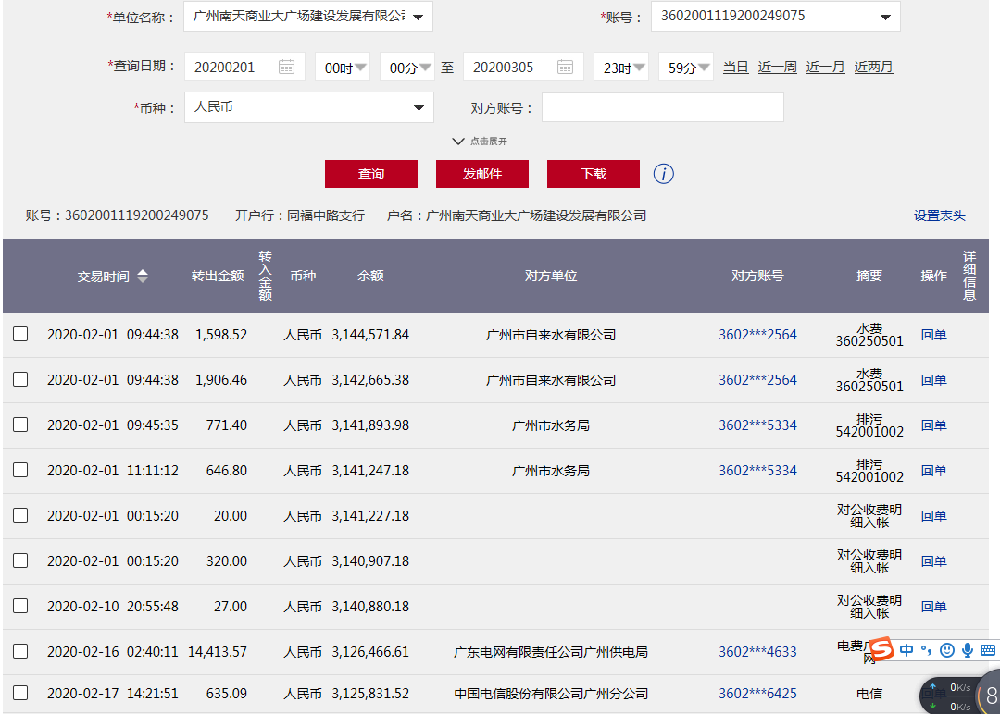 *单位名称： 广州南天商业大广场建设发展有限公 *账号： 3602001119200249075
*查询日期： 20200201 00时 00分 至 20200305 23时 59分 当日 近一周 近一月 近两月
*币种： 人民币 对方账号：
点击展开
查询 发邮件 下载 i
账号：3602001119200249075 开户行：同福中路支行 户名：广州南天商业大广场建设发展有限公司 设置表头
交易时间 转出金额 转入金额 币种 余额 对方单位 对方账号 摘要 操作 详细信息
2020-02-01 09:44:38 1,598.52 人民币 3,144,571.84 广州市自来水有限公司 3602***2564 水费 360250501 回单
2020-02-01 09:44:38 1,906.46 人民币 3,142,665.38 广州市自来水有限公司 3602***2564 水费 360250501 回单
2020-02-01 09:45:35 771.40 人民币 3,141,893.98 广州市水务局 3602***5334 排污 542001002 回单
2020-02-01 11:11:12 646.80 人民币 3,141,247.18 广州市水务局 3602***5334 排污 542001002 回单
2020-02-01 00:15:20 20.00 人民币 3,141,227.18 对公收费明细入帐 回单
2020-02-01 00:15:20 320.00 人民币 3,140,907.18 对公收费明细入帐 回单
2020-02-10 20:55:48 27.00 人民币 3,140,880.18 对公收费明细入帐 回单
2020-02-16 02:40:11 14,413.57 人民币 3,126,466.61 广东电网有限责任公司广州供电局 3602***4633 电费 网
中
2020-02-17 14:21:51 635.09 人民币 3,125,831.52 中国电信股份有限公司广州分公司 3602***6425 电信 回单
0K/s
0K/s
8